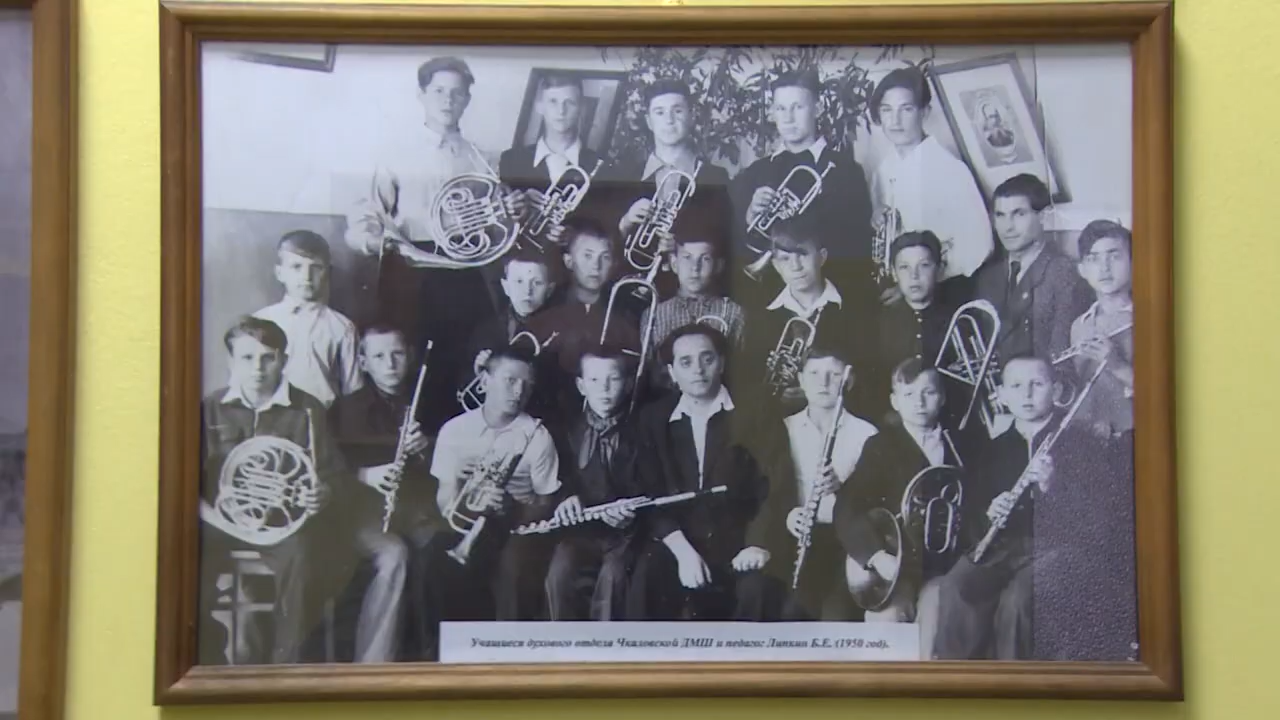 Учащиеся духового отдела Чкаловской ДМШ и педагог Липкин Б.Е. (1950 год).